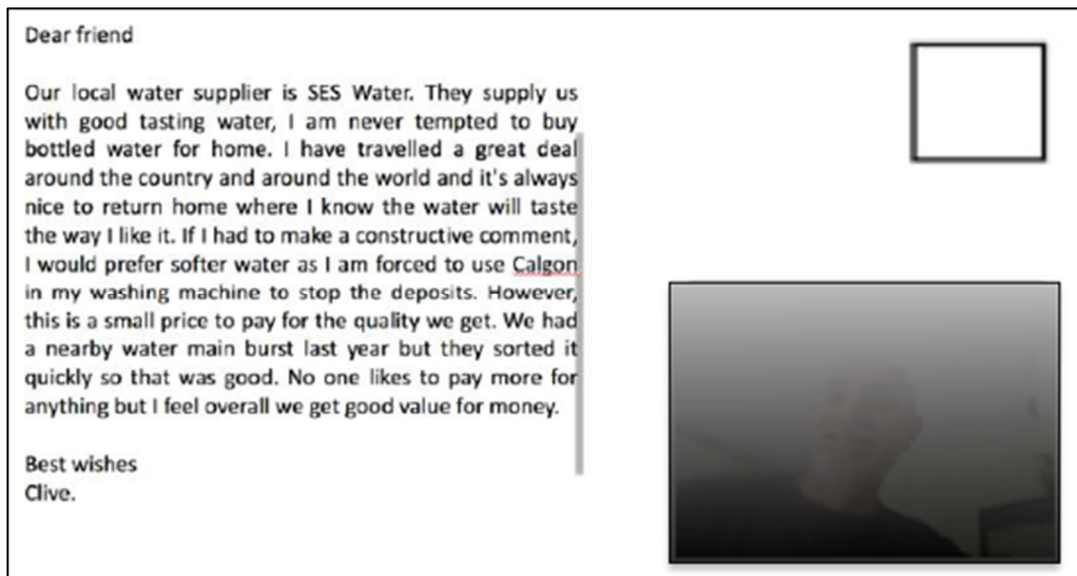 Dear friend
Our local water supplier is SES Water. They supply us
with good tasting water, I am never tempted to buy
bottled water for home. I have travelled a great deal
around the country and around the world and it's always
nice to return home where I know the water will taste
the way I like it. If I had to make a constructive comment,
I would prefer softer water as I am forced to use Calgon
in my washing machine to stop the deposits. However,
this is a small price to pay for the quality we get. We had
a nearby water main burst last year but they sorted it
quickly so that was good. No one likes to pay more for
anything but I feel overall we get good value for money.
Best wishes
Clive.